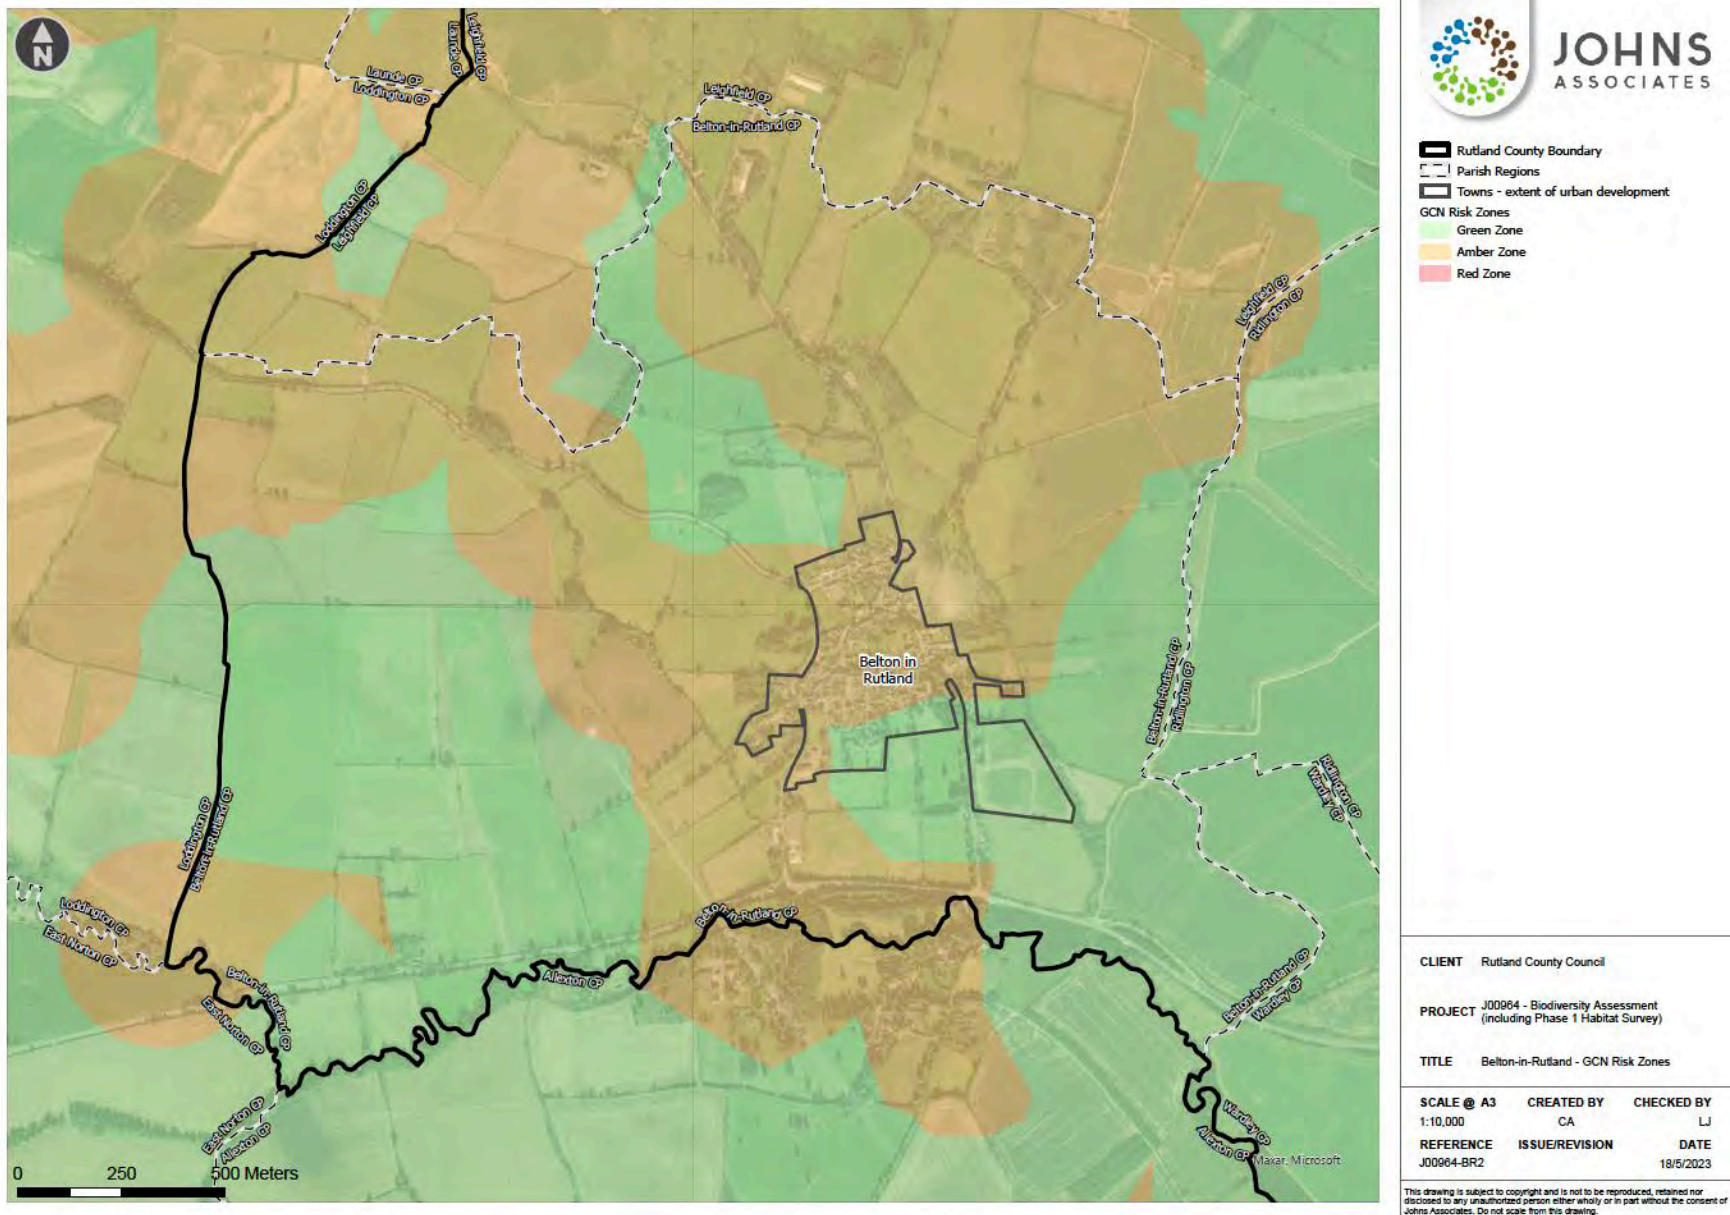 N
Launde CP
Leighfield CP
Launde CP
Loddington CP
Leighfield CP
Belton-in-Rutland CP
Loddington CP
Leighfield CP
Leighfield CP
Ridlington CP
Belton in
Rutland
Belton-in-Rutland CP
Ridlington CP
Ridlington CP
Wardley CP
Loddington CP
Belton-in-Rutland CP
Loddington CP
East Norton CP
Belton-in-Rutland CP
East Norton CP
Belton-in-Rutland CP
Allexton CP
Belton-in-Rutland CP
Wardley CP
East Norton CP
Allexton CP
Wardley CP
Allexton CP
0 250 500 Meters
Maxar, Microsoft
JOHNS
ASSOCIATES
Rutland County Boundary
Parish Regions
Towns - extent of urban development
GCN Risk Zones
Green Zone
Amber Zone
Red Zone
CLIENT Rutland County Council
PROJECT J00964 - Biodiversity Assessment
(including Phase 1 Habitat Survey)
TITLE Belton-in-Rutland - GCN Risk Zones
SCALE @ A3 CREATED BY CHECKED BY
1:10,000 CA LJ
REFERENCE ISSUE/REVISION DATE
J00964-BR2 18/5/2023
This drawing is subject to copyright and is not to be reproduced, retained nor
disclosed to any unauthorized person either wholly or in part without the consent of
Johns Associates. Do not scale from this drawing.